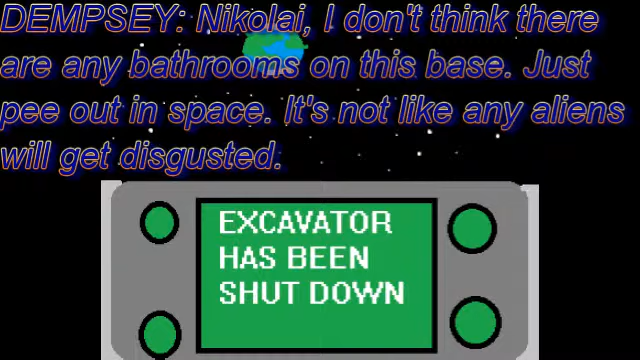 DEMPSEY: Nikolai, I don't think there
are any bathrooms on this base. Just
pee out in space. It's not like any aliens
will get disgusted.
EXCAVATOR
HAS BEEN
SHUT DOWN